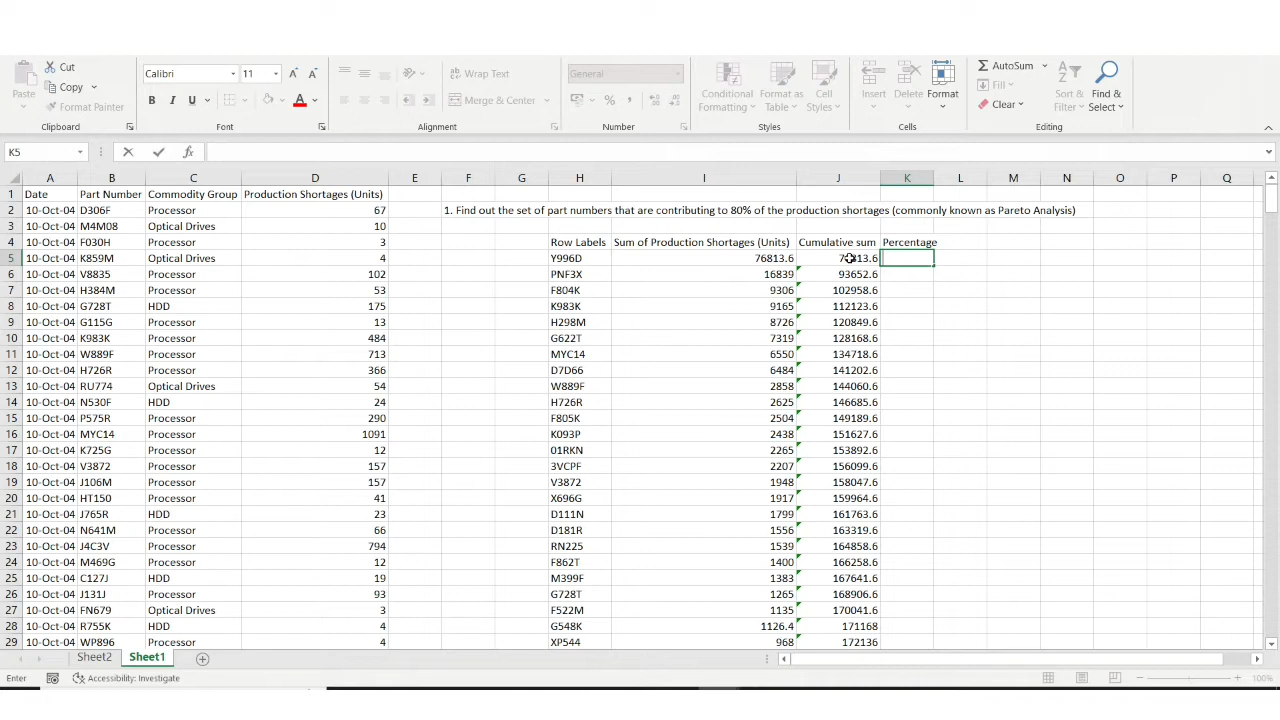 Cut Calibri 11 Wrap Text General AutoSum
Paste Copy Conditional Formatting Format as Table Cell Styles Insert Delete Format Fill Sort & Filter Find & Select
Format Painter B I U Merge & Center % Clear
Clipboard Font Alignment Number Styles Cells Editing
K5 fx
A B C D E F G H I J K L M N O P Q
1 Date Part Number Commodity Group Production Shortages (Units)
2 10-Oct-04 D306F Processor 67 1. Find out the set of part numbers that are contributing to 80% of the production shortages (commonly known as Pareto Analysis)
3 10-Oct-04 M4M08 Optical Drives 10
4 10-Oct-04 F030H Processor 3 Row Labels Sum of Production Shortages (Units) Cumulative sum Percentage
5 10-Oct-04 K859M Optical Drives 4 Y996D 76813.6
6 10-Oct-04 V8835 Processor 102 PNF3X 16839 93652.6
7 10-Oct-04 H384M Processor 53 F804K 9306 102958.6
8 10-Oct-04 G728T HDD 175 K983K 9165 112123.6
9 10-Oct-04 G115G Processor 13 H298M 8726 120849.6
10 10-Oct-04 K983K Processor 484 G622T 7319 128168.6
11 10-Oct-04 W889F Processor 713 MYC14 6550 134718.6
12 10-Oct-04 H726R Processor 366 D7D66 6484 141202.6
13 10-Oct-04 RU774 Optical Drives 54 W889F 2858 144060.6
14 10-Oct-04 N530F HDD 24 H726R 2625 146685.6
15 10-Oct-04 P575R Processor 290 F805K 2504 149189.6
16 10-Oct-04 MYC14 Processor 1091 K093P 2438 151627.6
17 10-Oct-04 K725G Processor 12 01RKN 2265 153892.6
18 10-Oct-04 V3872 Processor 157 3VCPF 2207 156099.6
19 10-Oct-04 J106M Processor 157 V3872 1948 158047.6
20 10-Oct-04 HT150 Processor 41 X696G 1917 159964.6
21 10-Oct-04 J765R HDD 23 D111N 1799 161763.6
22 10-Oct-04 N641M Processor 66 D181R 1556 163319.6
23 10-Oct-04 J4C3V Processor 794 RN225 1539 164858.6
24 10-Oct-04 M469G Processor 12 F862T 1400 166258.6
25 10-Oct-04 C127J HDD 19 M399F 1383 167641.6
26 10-Oct-04 J131J Processor 93 G728T 1265 168906.6
27 10-Oct-04 FN679 Optical Drives 3 F522M 1135 170041.6
28 10-Oct-04 R755K HDD 4 G548K 1126.4 171168
29 10-Oct-04 WP896 Processor 4 XP544 968 172136
Sheet2 Sheet1
Enter Accessibility: Investigate 100%